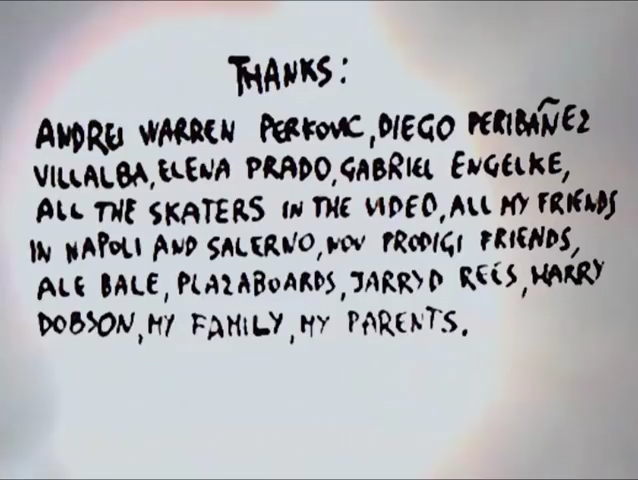 THANKS:
ANDREJ WARREN PERKOVIC, DIEGO PERIBÁÑEZ
VILLALBA, ELENA PRADO, GABRIEL ENGELKE,
ALL THE SKATERS IN THE VIDEO, ALL MY FRIENDS
IN NAPOLI AND SALERNO, NOV PRODIGI FRIENDS,
ALE BALE, PLAZABOARDS, JARRYD REES, HARRY
DOBSON, MY FAMILY, MY PARENTS.